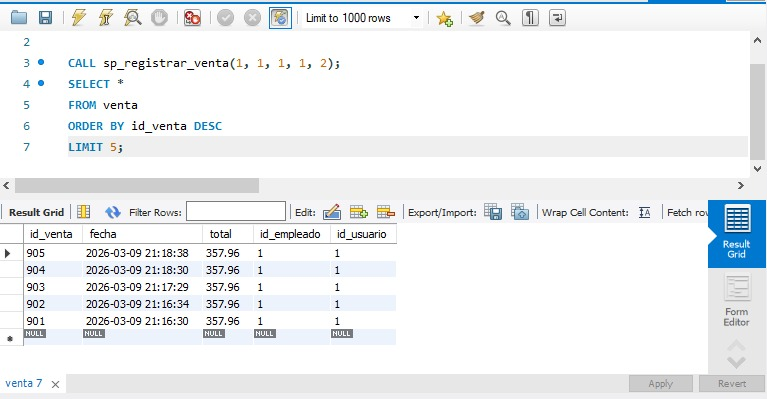 Limit to 1000 rows
2
3 CALL sp_registrar_venta(1, 1, 1, 1, 2);
4 SELECT *
5 FROM venta
6 ORDER BY id_venta DESC
7 LIMIT 5;
Result Grid Filter Rows: Edit: Export/Import: Wrap Cell Content: Fetch row
id_venta fecha total id_empleado id_usuario
905 2026-03-09 21:18:38 357.96 1 1
904 2026-03-09 21:18:30 357.96 1 1
903 2026-03-09 21:17:29 357.96 1 1
902 2026-03-09 21:16:34 357.96 1 1
901 2026-03-09 21:16:30 357.96 1 1
NULL NULL NULL NULL NULL
Result
Grid
Form
Editor
venta 7 Apply Revert